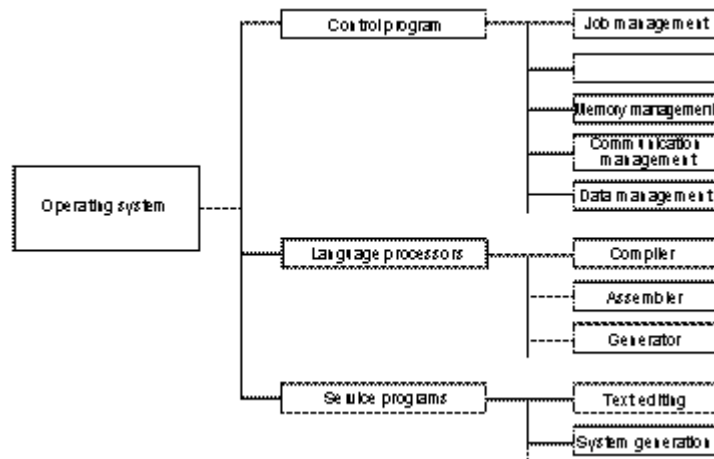 Control program
Job management
Memory management
Communication
management
Operating system
Data management
Language processors
Compiler
Assembler
Generator
Service programs
Text editing
System generation